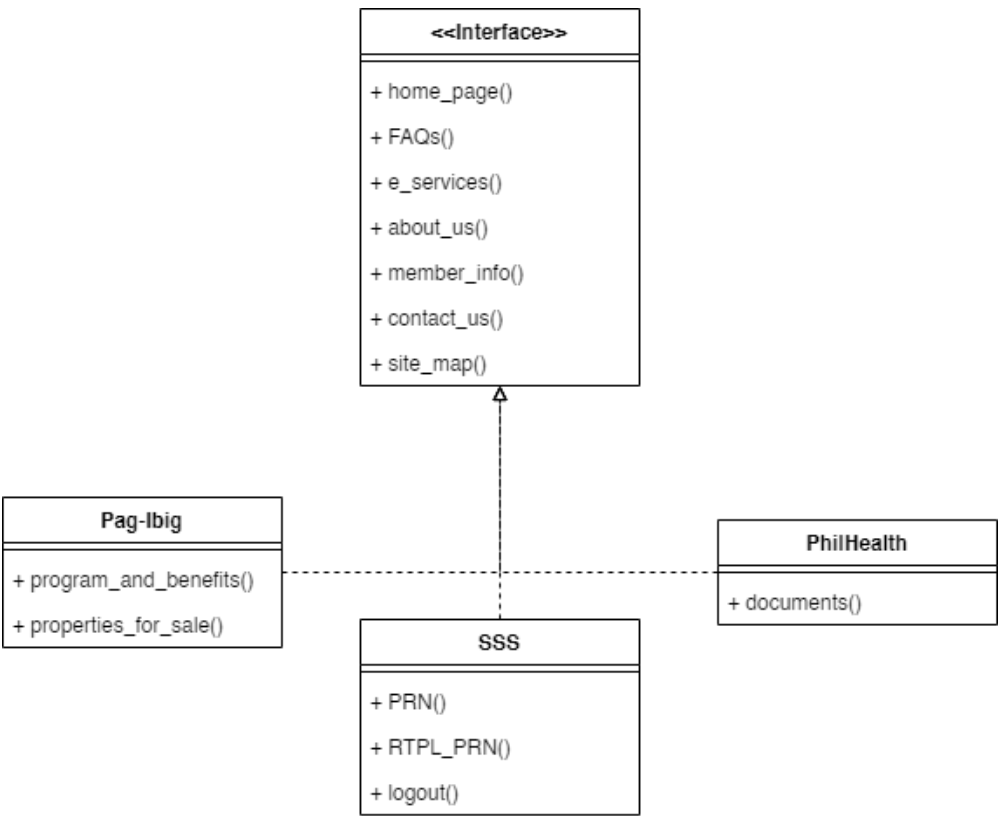 <<Interface>>
+ home_page()
+ FAQs()
+ e_services()
+ about_us()
+ member_info()
+ contact_us()
+ site_map()
Pag-Ibig
+ program_and_benefits()
+ properties_for_sale()
PhilHealth
+ documents()
SSS
+ PRN()
+ RTPL_PRN()
+ logout()